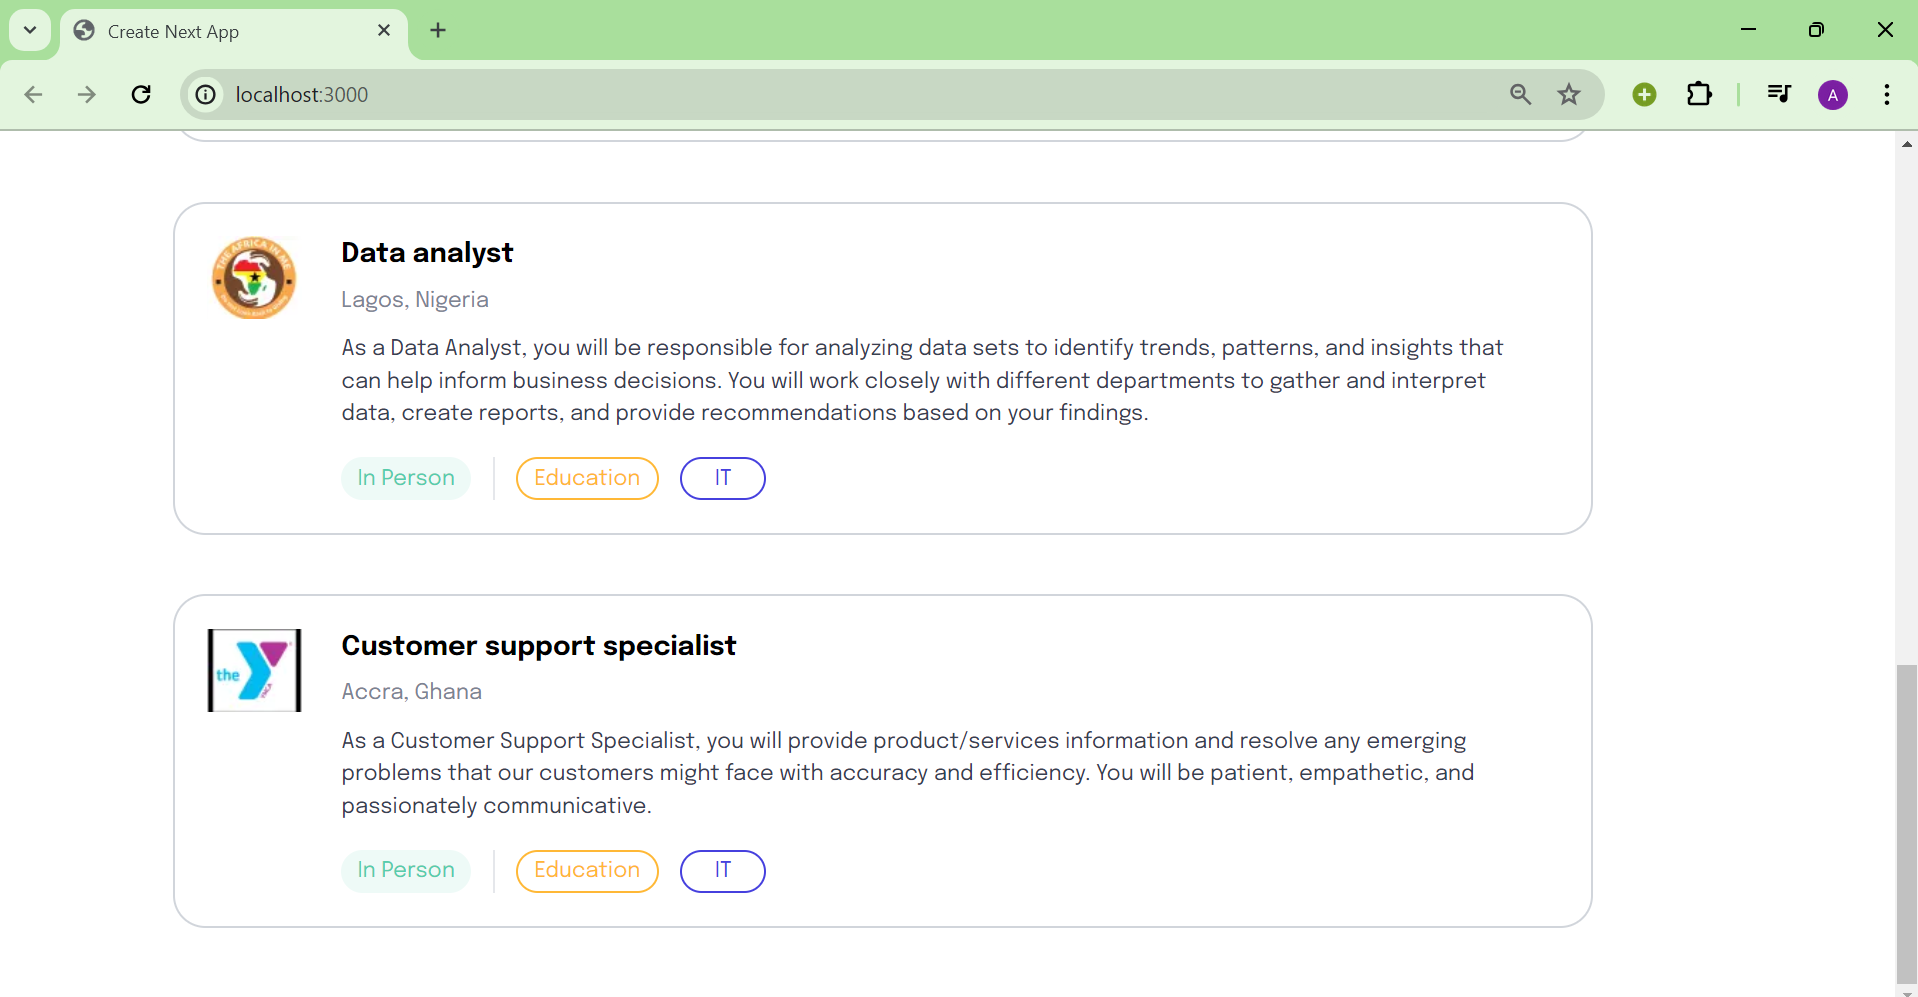 Create Next App
localhost:3000
A
THE AFRICA IN ME
Data analyst
Lagos, Nigeria
As a Data Analyst, you will be responsible for analyzing data sets to identify trends, patterns, and insights that
can help inform business decisions. You will work closely with different departments to gather and interpret
data, create reports, and provide recommendations based on your findings.
In Person
Education
IT
the
Customer support specialist
Accra, Ghana
As a Customer Support Specialist, you will provide product/services information and resolve any emerging
problems that our customers might face with accuracy and efficiency. You will be patient, empathetic, and
passionately communicative.
In Person
Education
IT